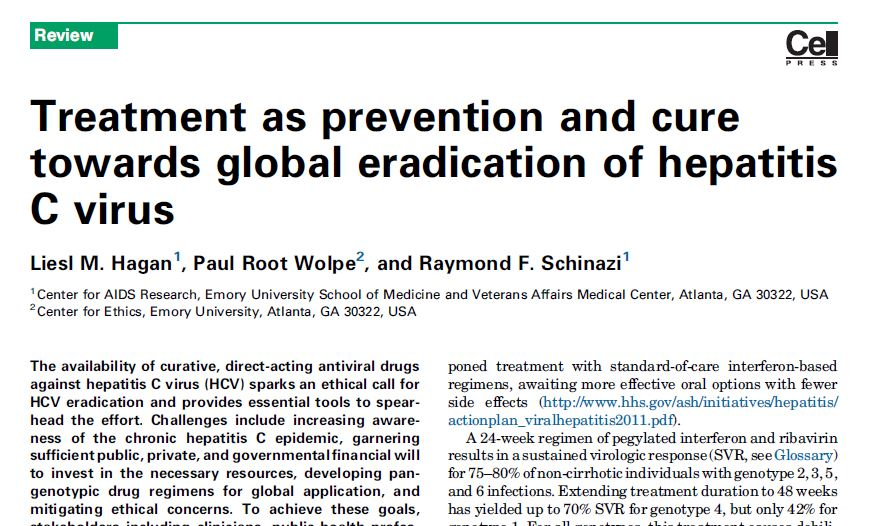 Review
Cell
PRESS
Treatment as prevention and cure
towards global eradication of hepatitis
C virus
Liesl M. Hagan1, Paul Root Wolpe2, and Raymond F. Schinazi1
1 Center for AIDS Research, Emory University School of Medicine and Veterans Affairs Medical Center, Atlanta, GA 30322, USA
2 Center for Ethics, Emory University, Atlanta, GA 30322, USA
The availability of curative, direct-acting antiviral drugs
against hepatitis C virus (HCV) sparks an ethical call for
HCV eradication and provides essential tools to spear-
head the effort. Challenges include increasing aware-
ness of the chronic hepatitis C epidemic, garnering
sufficient public, private, and governmental financial will
to invest in the necessary resources, developing pan-
genotypic drug regimens for global application, and
mitigating ethical concerns. To achieve these goals,
stakeholders including clinicians, public health profes-
poned treatment with standard-of-care interferon-based
regimens, awaiting more effective oral options with fewer
side effects (http://www.hhs.gov/ash/initiatives/hepatitis/
actionplan_viralhepatitis2011.pdf).
A 24-week regimen of pegylated interferon and ribavirin
results in a sustained virologic response (SVR, see Glossary)
for 75–80% of non-cirrhotic individuals with genotype 2, 3, 5,
and 6 infections. Extending treatment duration to 48 weeks
has yielded up to 70% SVR for genotype 4, but only 42% for
genotype 1. For all genotypes, this treatment causes debili-